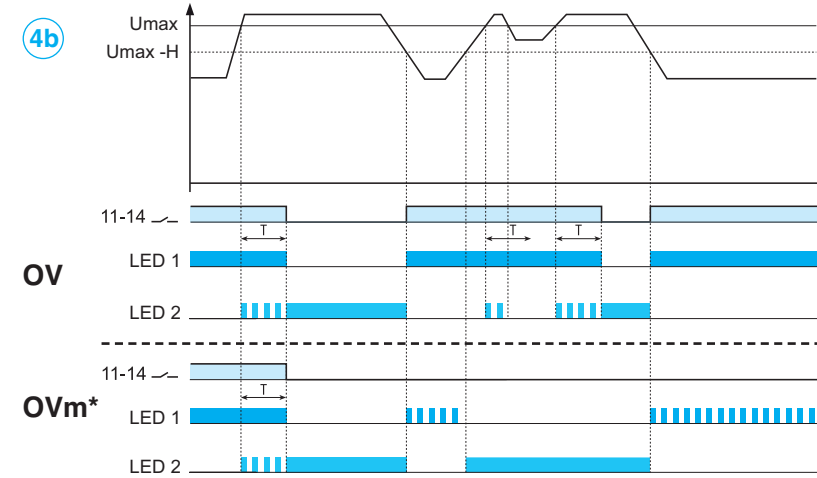 4b
Umax
Umax -H
11-14
T
T
T
LED 1
OV
LED 2
11-14
T
OVm*
LED 1
LED 2